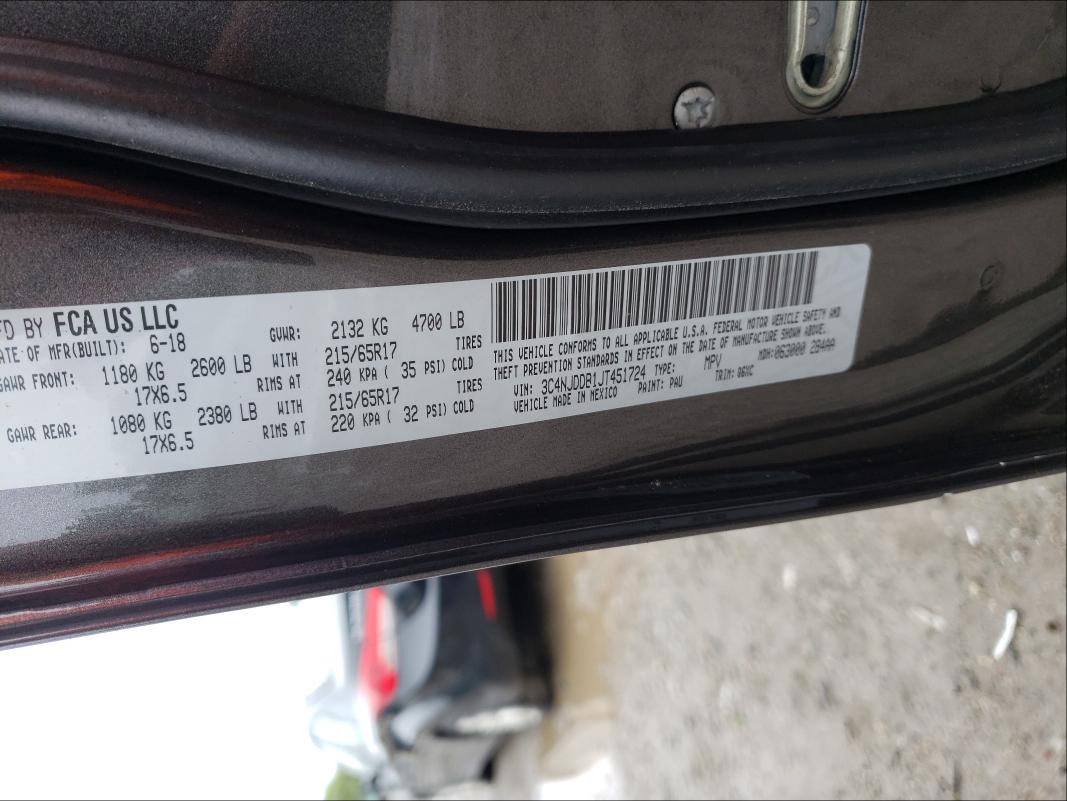 FD BY FCA US LLC
ATE OF MFR(BUILT): 6-18 GVWR: 2132 KG 4700 LB
GAWR FRONT: 1180 KG 2600 LB WITH 215/65R17 TIRES
17X6.5 RIMS AT 240 KPA ( 35 PSI) COLD
GAWR REAR: 1080 KG 2380 LB WITH 215/65R17 TIRES
17X6.5 RIMS AT 220 KPA ( 32 PSI) COLD
THIS VEHICLE CONFORMS TO ALL APPLICABLE U.S.A. FEDERAL MOTOR VEHICLE SAFETY AND
THEFT PREVENTION STANDARDS IN EFFECT ON THE DATE OF MANUFACTURE SHOWN ABOVE.
VIN: 3C4NJDDB1JT451724 TYPE: MPV MDH:063000 284AA
VEHICLE MADE IN MEXICO PAINT: PAU TRIM: